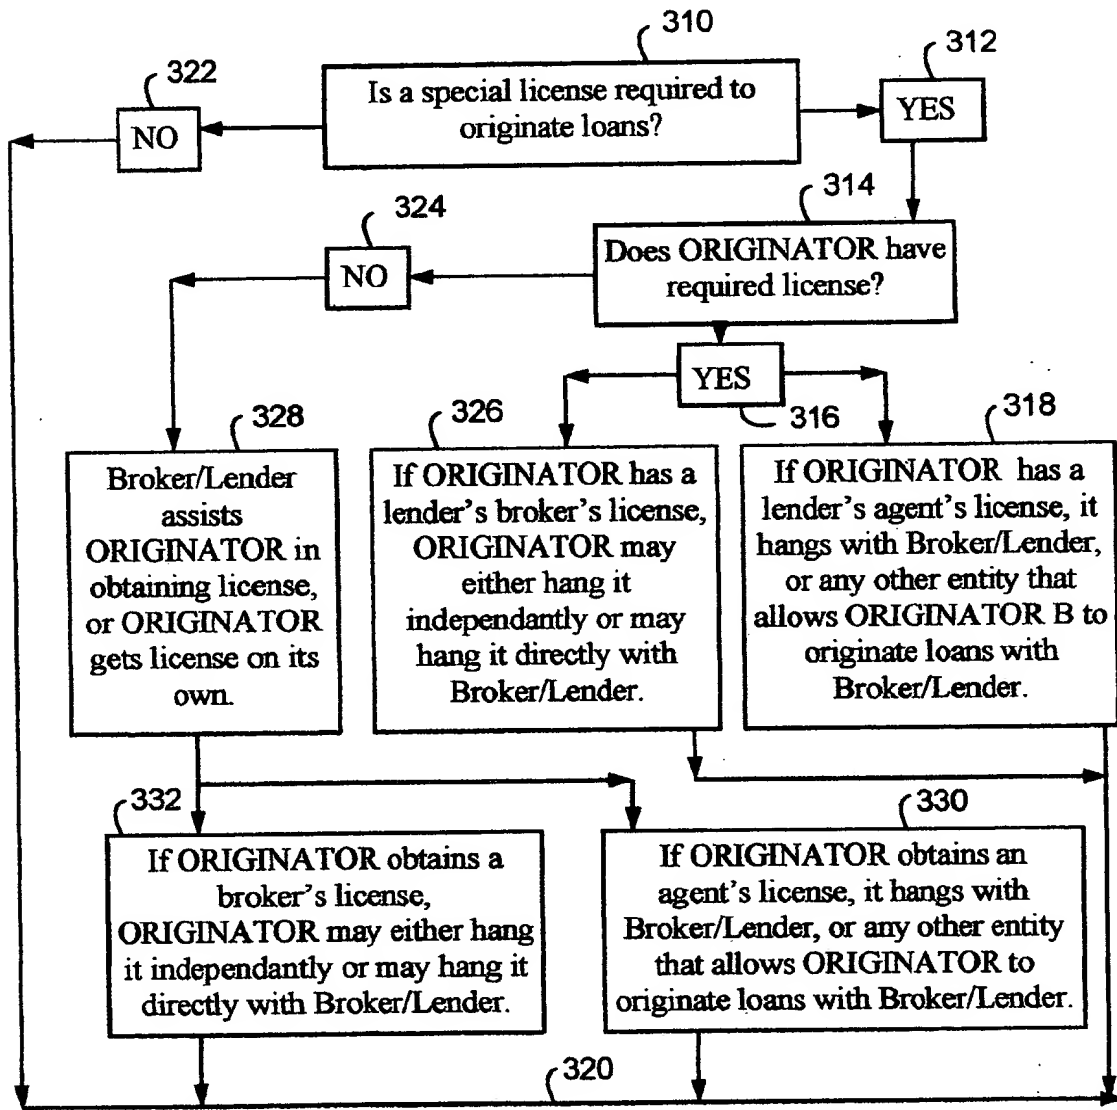 310
312
322
Is a special license required to
originate loans?
YES
NO
314
324
Does ORIGINATOR have
required license?
NO
YES
316
326
318
328
Broker/Lender
assists
ORIGINATOR in
obtaining license,
or ORIGINATOR
gets license on its
own.
If ORIGINATOR has a
lender's broker's license,
ORIGINATOR may
either hang it
independantly or may
hang it directly with
Broker/Lender.
If ORIGINATOR has a
lender's agent's license, it
hangs with Broker/Lender,
or any other entity that
allows ORIGINATOR B to
originate loans with
Broker/Lender.
332
330
If ORIGINATOR obtains a
broker's license,
ORIGINATOR may either hang
it independantly or may hang it
directly with Broker/Lender.
If ORIGINATOR obtains an
agent's license, it hangs with
Broker/Lender, or any other entity
that allows ORIGINATOR to
originate loans with Broker/Lender.
320